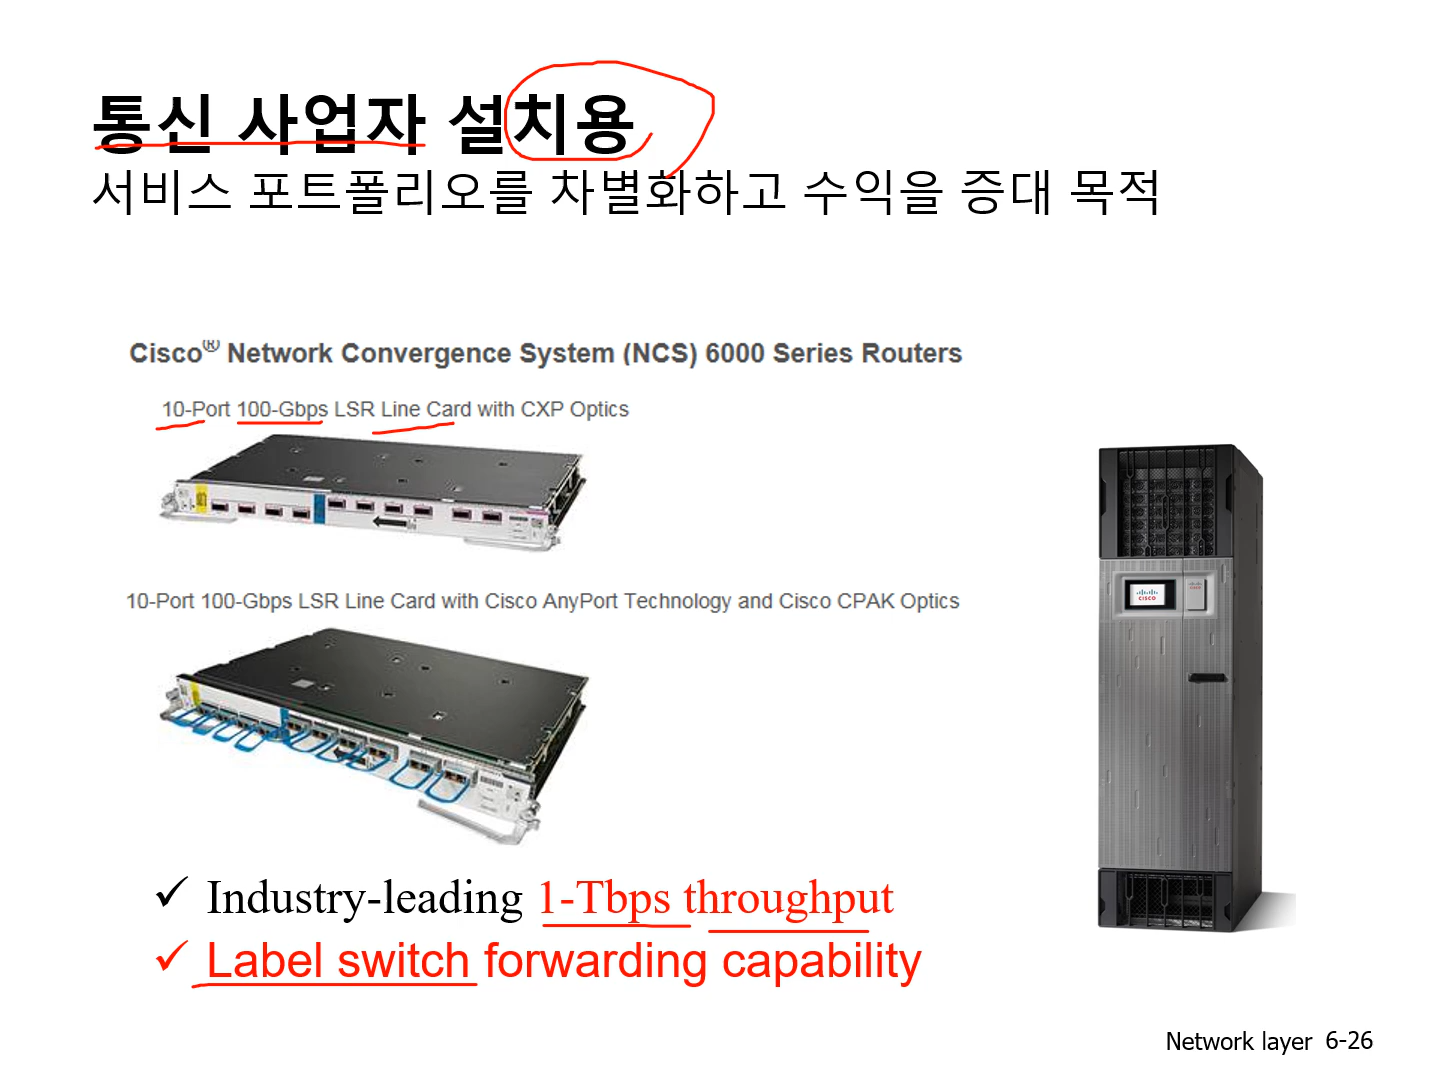 통신 사업자 설치용
서비스 포트폴리오를 차별화하고 수익을 증대 목적
Cisco® Network Convergence System (NCS) 6000 Series Routers
10-Port 100-Gbps LSR Line Card with CXP Optics
10-Port 100-Gbps LSR Line Card with Cisco AnyPort Technology and Cisco CPAK Optics
CISCO
✓ Industry-leading 1-Tbps throughput
✓ Label switch forwarding capability
Network layer 6-26